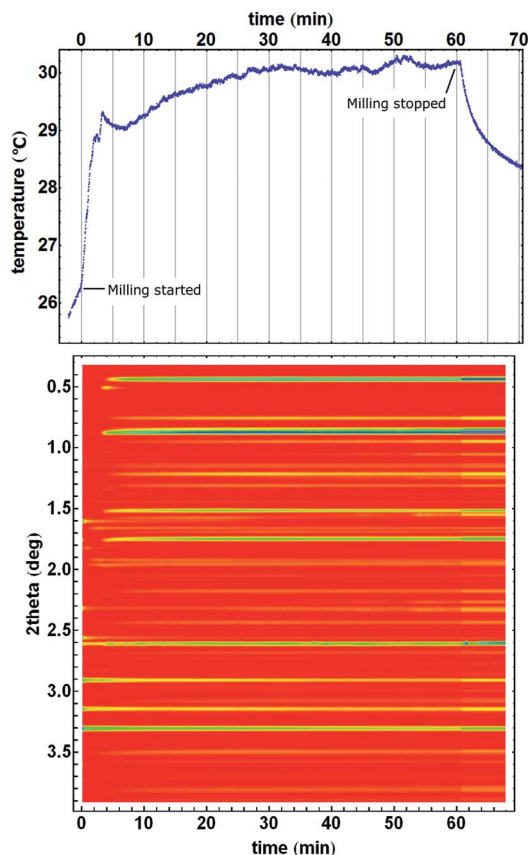 time (min)
0 10 20 30 40 50 60 70
30
29
28
27
26
temperature (°C)
Milling started
Milling stopped
0.5
1.0
1.5
2.0
2.5
3.0
3.5
2theta (deg)
0 10 20 30 40 50 60
time (min)